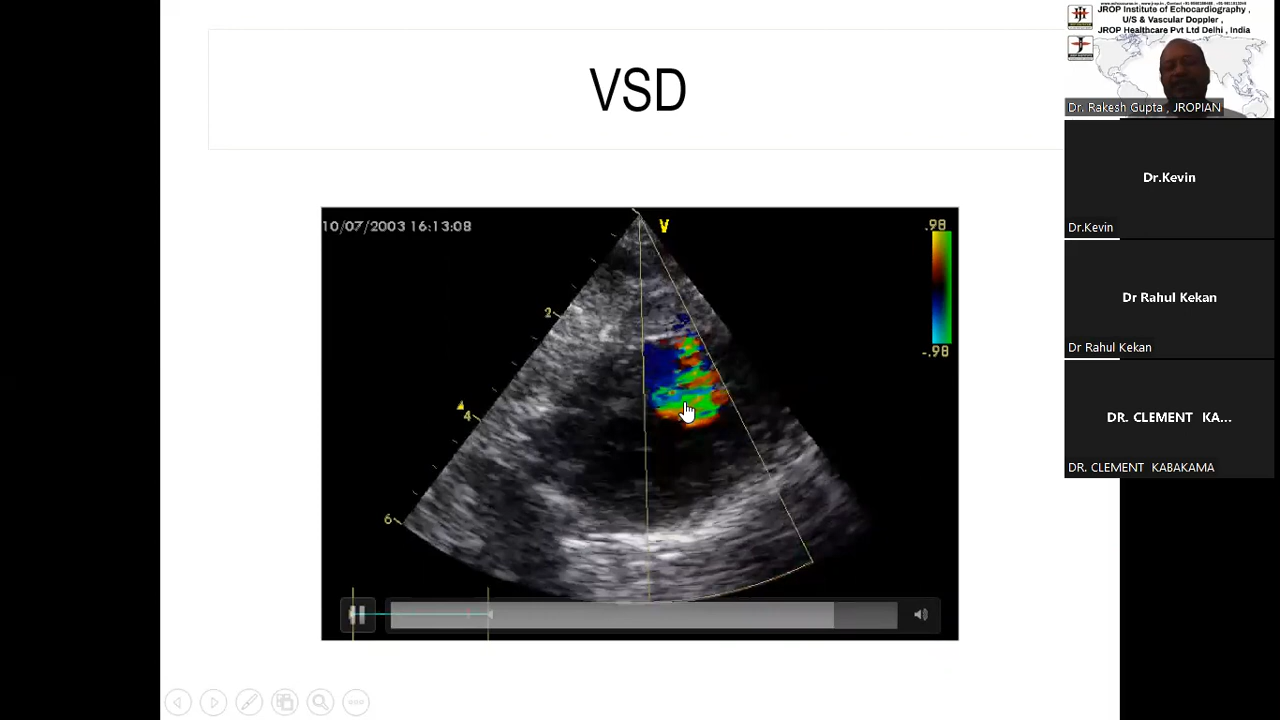 VSD
10/07/2003 16:13:08
V
.98
-.98
2
4
6
JROP Institute of Echocardiography ,
U/S & Vascular Doppler ,
JROP Healthcare Pvt Ltd Delhi , India
Dr. Rakesh Gupta , JROPIAN
Dr.Kevin
Dr.Kevin
Dr Rahul Kekan
Dr Rahul Kekan
DR. CLEMENT KA...
DR. CLEMENT KABAKAMA